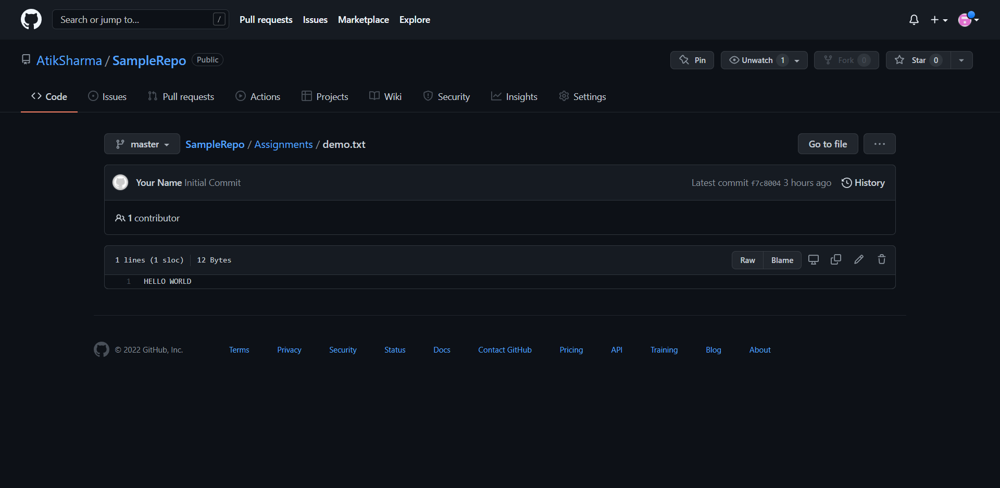 Search or jump to... / Pull requests Issues Marketplace Explore
AtikSharma / SampleRepo Public Pin Unwatch 1 Fork 0 Star 0
Code Issues Pull requests Actions Projects Wiki Security Insights Settings
master SampleRepo / Assignments / demo.txt Go to file ...
Your Name Initial Commit Latest commit f7c8004 3 hours ago History
1 contributor
1 lines (1 sloc) 12 Bytes Raw Blame
1 HELLO WORLD
© 2022 GitHub, Inc. Terms Privacy Security Status Docs Contact GitHub Pricing API Training Blog About